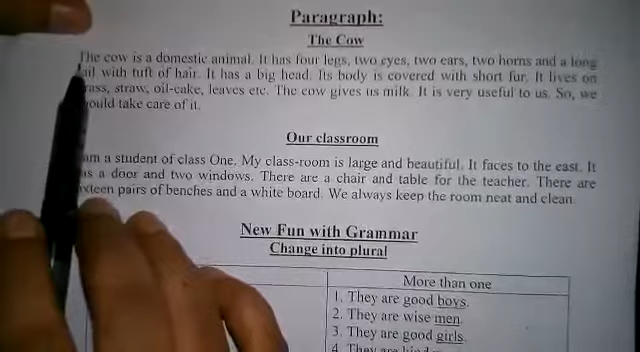 Paragraph:
The Cow
The cow is a domestic animal. It has four legs, two eyes, two ears, two horns and a long
tail with tuft of hair. It has a big head. Its body is covered with short fur. It lives on
grass, straw, oil-cake, leaves etc. The cow gives us milk. It is very useful to us. So, we
should take care of it.
Our classroom
am a student of class One. My class-room is large and beautiful. It faces to the east. It
has a door and two windows. There are a chair and table for the teacher. There are
sixteen pairs of benches and a white board. We always keep the room neat and clean.
New Fun with Grammar
Change into plural
More than one
1. They are good boys.
2. They are wise men.
3. They are good girls.
4. They are